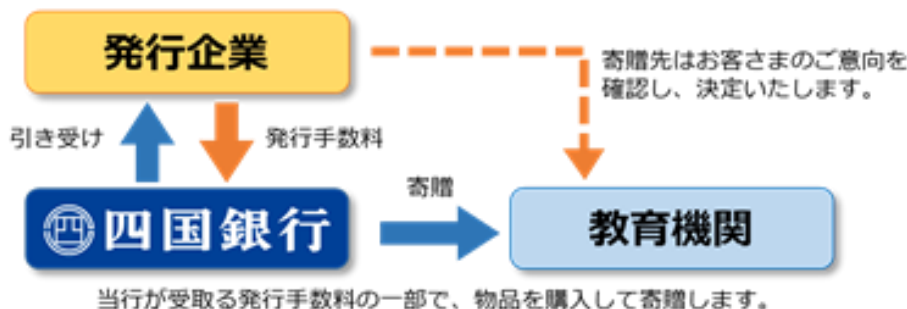 発行企業
寄贈先はお客さまのご意向を
確認し、決定いたします。
引き受け
発行手数料
四国銀行
寄贈
教育機関
当行が受取る発行手数料の一部で、物品を購入して寄贈します。